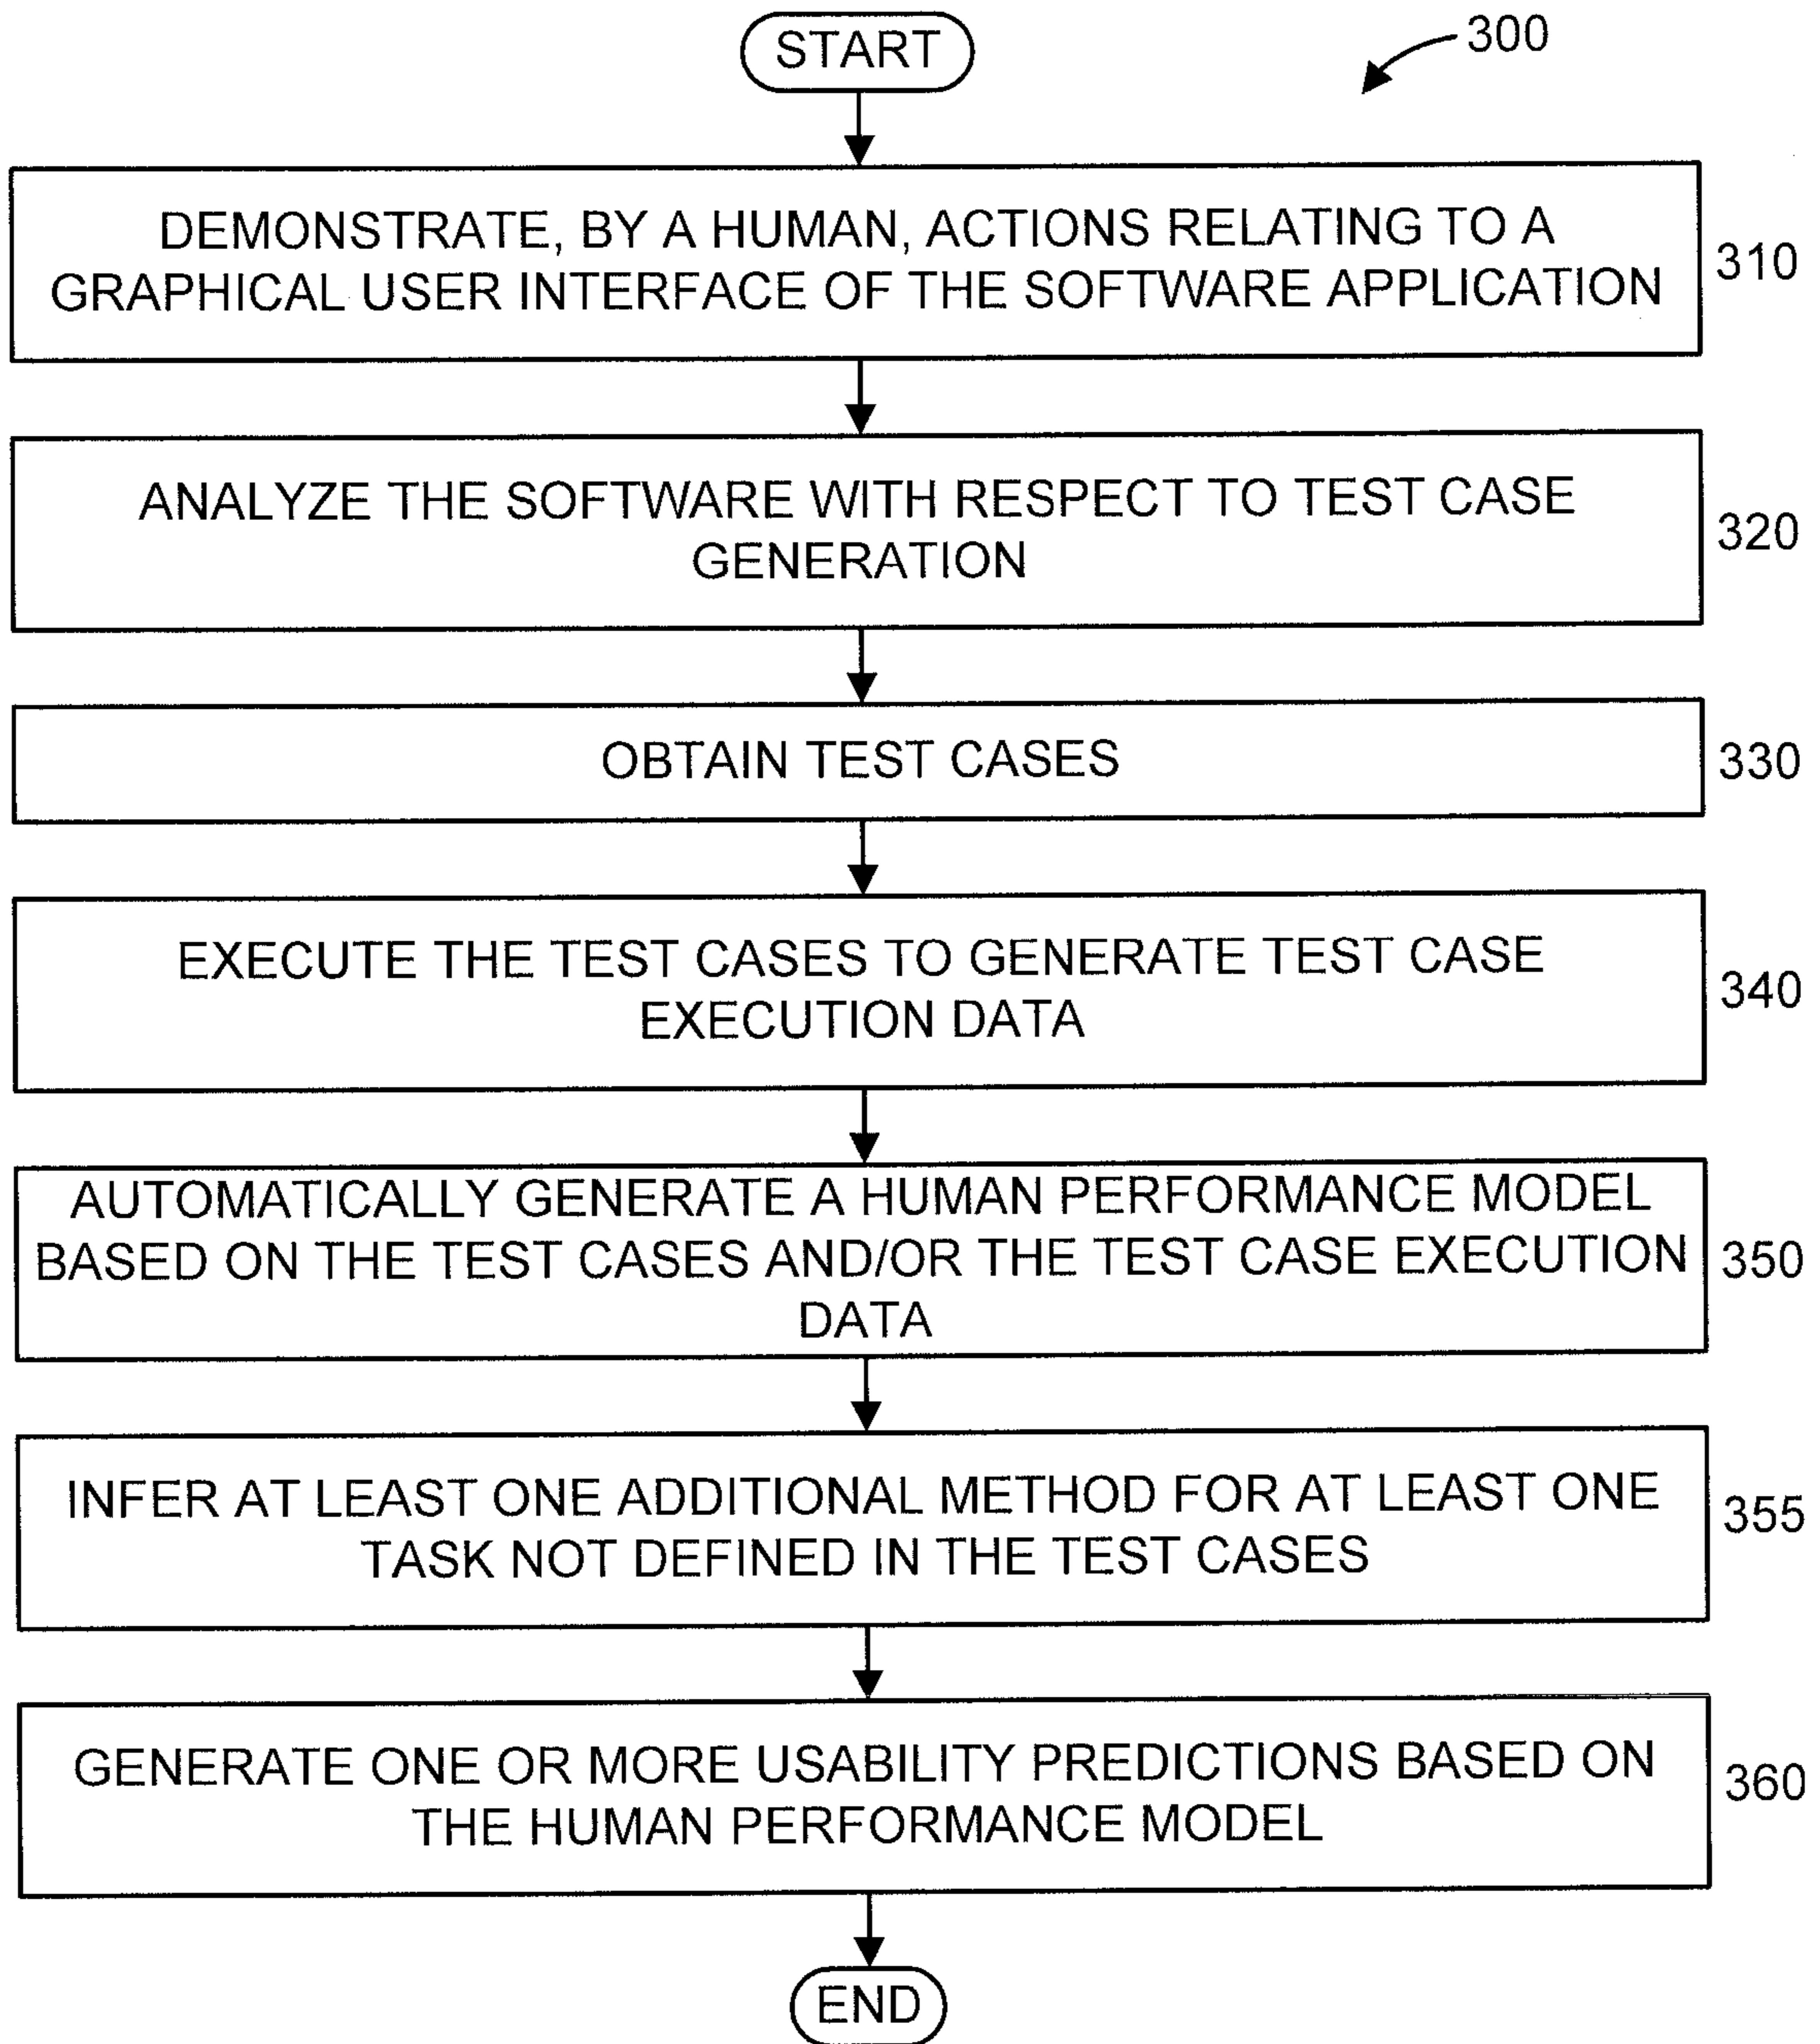 START
300
DEMONSTRATE, BY A HUMAN, ACTIONS RELATING TO A
GRAPHICAL USER INTERFACE OF THE SOFTWARE APPLICATION
310
ANALYZE THE SOFTWARE WITH RESPECT TO TEST CASE
GENERATION
320
OBTAIN TEST CASES
330
EXECUTE THE TEST CASES TO GENERATE TEST CASE
EXECUTION DATA
340
AUTOMATICALLY GENERATE A HUMAN PERFORMANCE MODEL
BASED ON THE TEST CASES AND/OR THE TEST CASE EXECUTION
DATA
350
INFER AT LEAST ONE ADDITIONAL METHOD FOR AT LEAST ONE
TASK NOT DEFINED IN THE TEST CASES
355
GENERATE ONE OR MORE USABILITY PREDICTIONS BASED ON
THE HUMAN PERFORMANCE MODEL
360
END